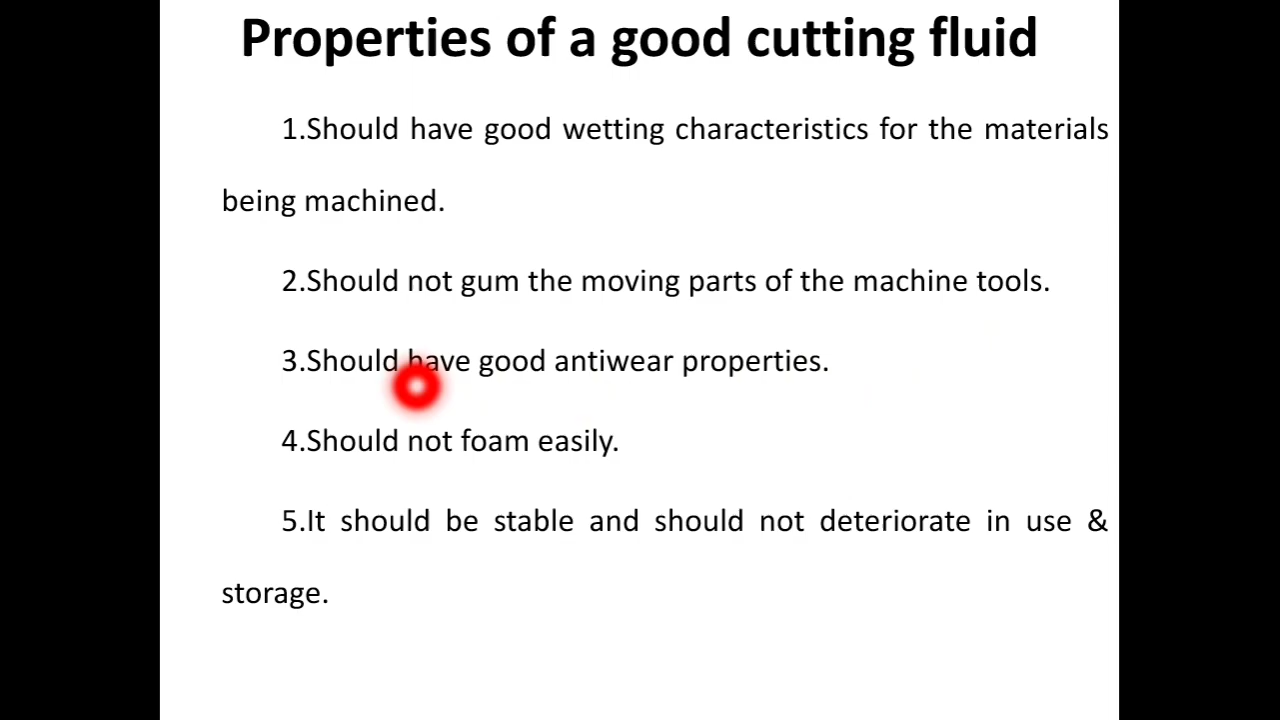 Properties of a good cutting fluid
1.Should have good wetting characteristics for the materials
being machined.
2.Should not gum the moving parts of the machine tools.
3.Should have good antiwear properties.
4.Should not foam easily.
5.It should be stable and should not deteriorate in use &
storage.